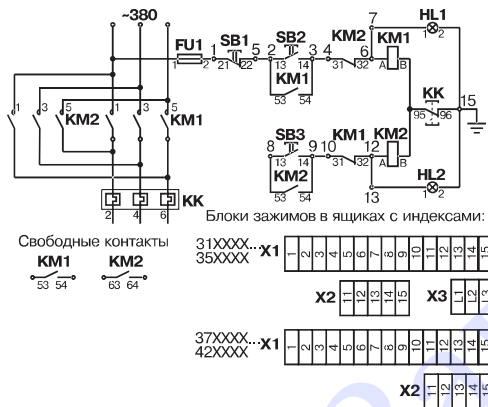 ~380
FU1
1 2
1
SB1
21 22
5
2
SB2
13 14
3
KM1
53 54
4
KM2
31 32
6
7
KM1
A B
HL1
1 2
KK
95 96
15
8
SB3
13 14
9
KM2
53 54
10
KM1
31 32
12
KM2
A B
13
HL2
1 2
1 3 5 KM2 1 3 5 KM1
2 4 6 KK
Свободные контакты
KM1 KM2
53 54 63 64
Блоки зажимов в ящиках с индексами:
31XXXX...X1 1 2 3 4 5 6 7 8 9 10 11 12 13 14 15
35XXXX
X2 11 12 13 14 15 X3 L1 L2 L3
37XXXX...X1 1 2 3 4 5 6 7 8 9 10 11 12 13 14 15
42XXXX
X2 11 12 13 14 15